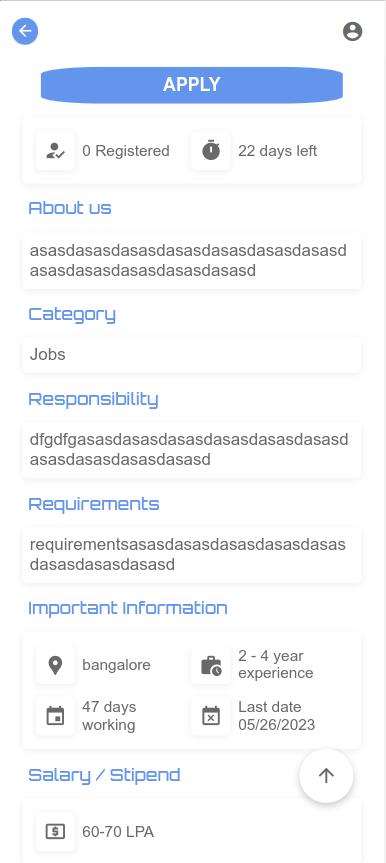 APPLY
0 Registered
22 days left
About us
asasdasasdasasdasasdasasdasasdasasd
asasdasasdasasdasasdasasd
Category
Jobs
Responsibility
dfgdfgasasdasasdasasdasasdasasdasasd
asasdasasdasasdasasd
Requirements
requirementsasasdasasdasasdasasdasas
dasasdasasdasasd
Important Information
bangalore
2 - 4 year
experience
47 days
working
Last date
05/26/2023
Salary / Stipend
60-70 LPA